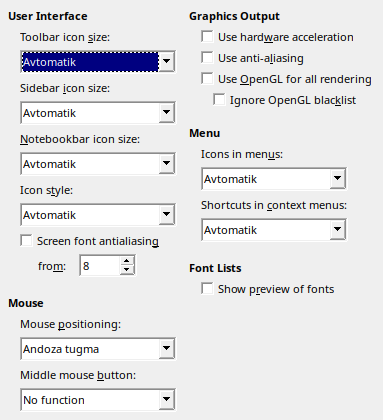 User Interface
Toolbar icon size:
Avtomatik
Sidebar icon size:
Avtomatik
Notebookbar icon size:
Avtomatik
Icon style:
Avtomatik
Screen font antialiasing
from: 8
Mouse
Mouse positioning:
Andoza tugma
Middle mouse button:
No function
Graphics Output
Use hardware acceleration
Use anti-aliasing
Use OpenGL for all rendering
Ignore OpenGL blacklist
Menu
Icons in menus:
Avtomatik
Shortcuts in context menus:
Avtomatik
Font Lists
Show preview of fonts